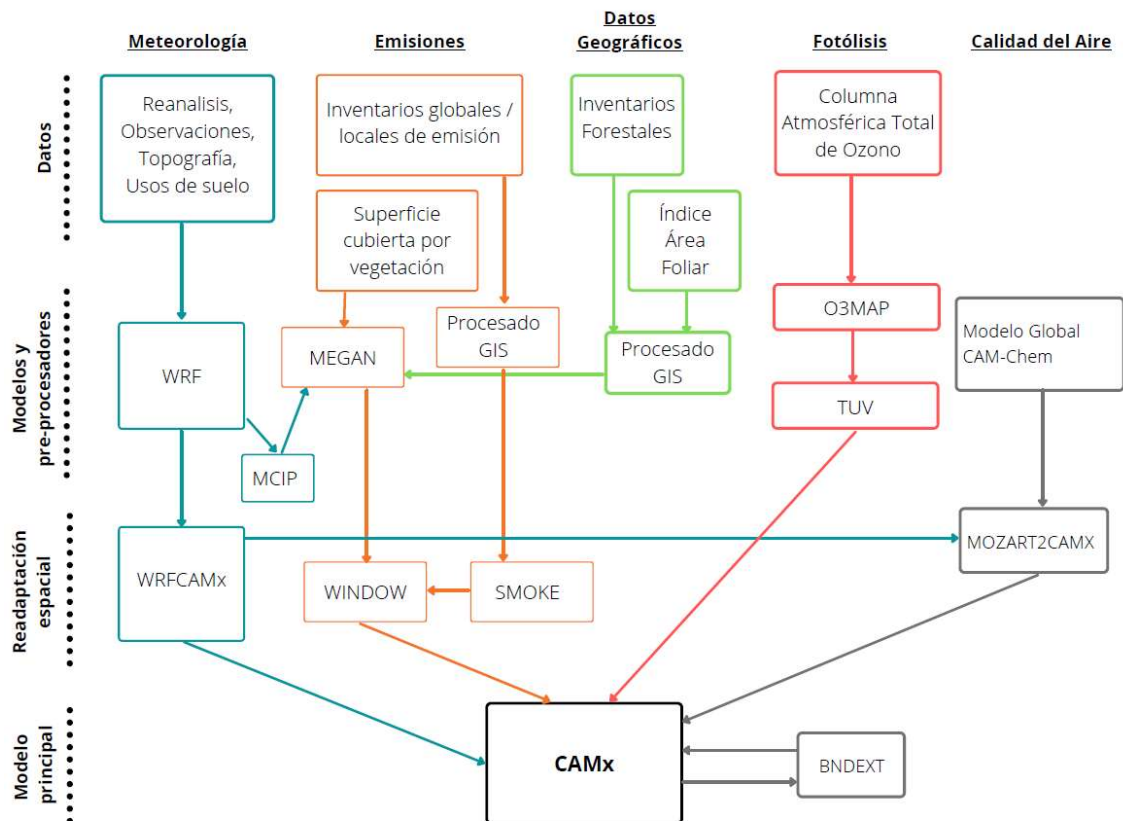 Meteorología
Emisiones
Datos
Geográficos
Fotólisis
Calidad del Aire
Datos
Reanalisis,
Observaciones,
Topografía,
Usos de suelo
Inventarios globales /
locales de emisión
Superficie
cubierta por
vegetación
Inventarios
Forestales
Índice
Área
Foliar
Columna
Atmosférica Total
de Ozono
Modelos y
pre-procesadores
WRF
MCIP
MEGAN
Procesado
GIS
Procesado
GIS
O3MAP
TUV
Modelo Global
CAM-Chem
Readaptación
espacial
WRFCAMx
WINDOW
SMOKE
MOZART2CAMX
Modelo
principal
CAMx
BNDEXT